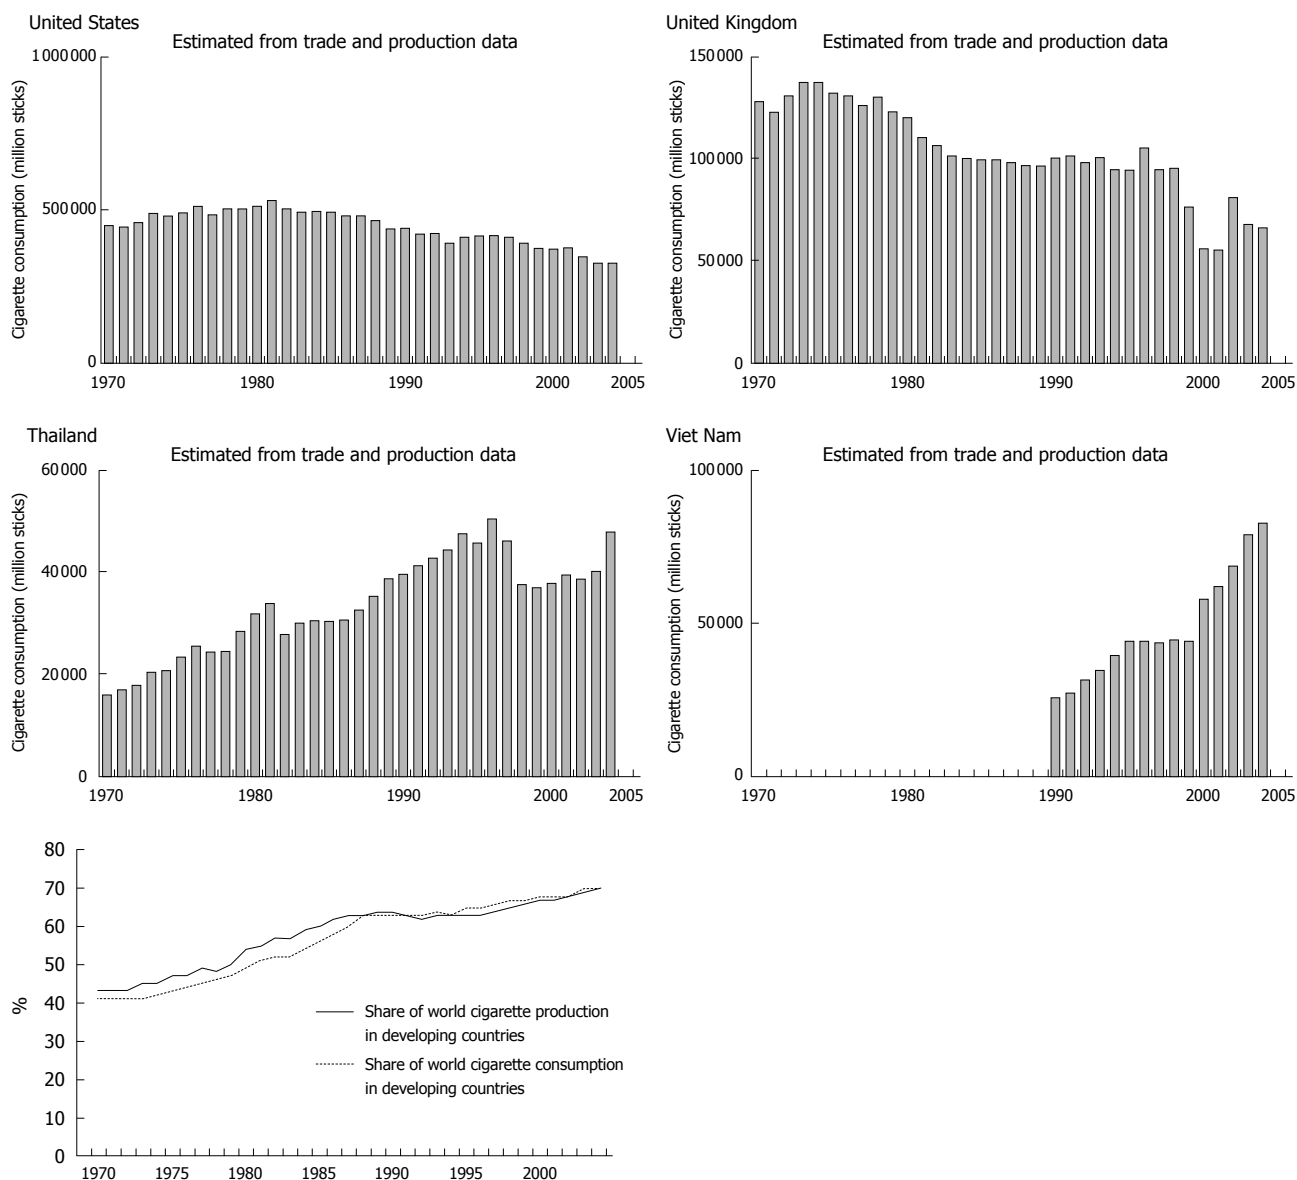 United States
Estimated from trade and production data
Cigarette consumption (million sticks)
1000000
500000
0
1970 1980 1990 2000 2005
United Kingdom
Estimated from trade and production data
Cigarette consumption (million sticks)
150000
100000
50000
0
1970 1980 1990 2000 2005
Thailand
Estimated from trade and production data
Cigarette consumption (million sticks)
60000
40000
20000
0
1970 1980 1990 2000 2005
Viet Nam
Estimated from trade and production data
Cigarette consumption (million sticks)
100000
50000
0
1970 1980 1990 2000 2005
%
80
70
60
50
40
30
20
10
0
1970 1975 1980 1985 1990 1995 2000
Share of world cigarette production
in developing countries
Share of world cigarette consumption
in developing countries